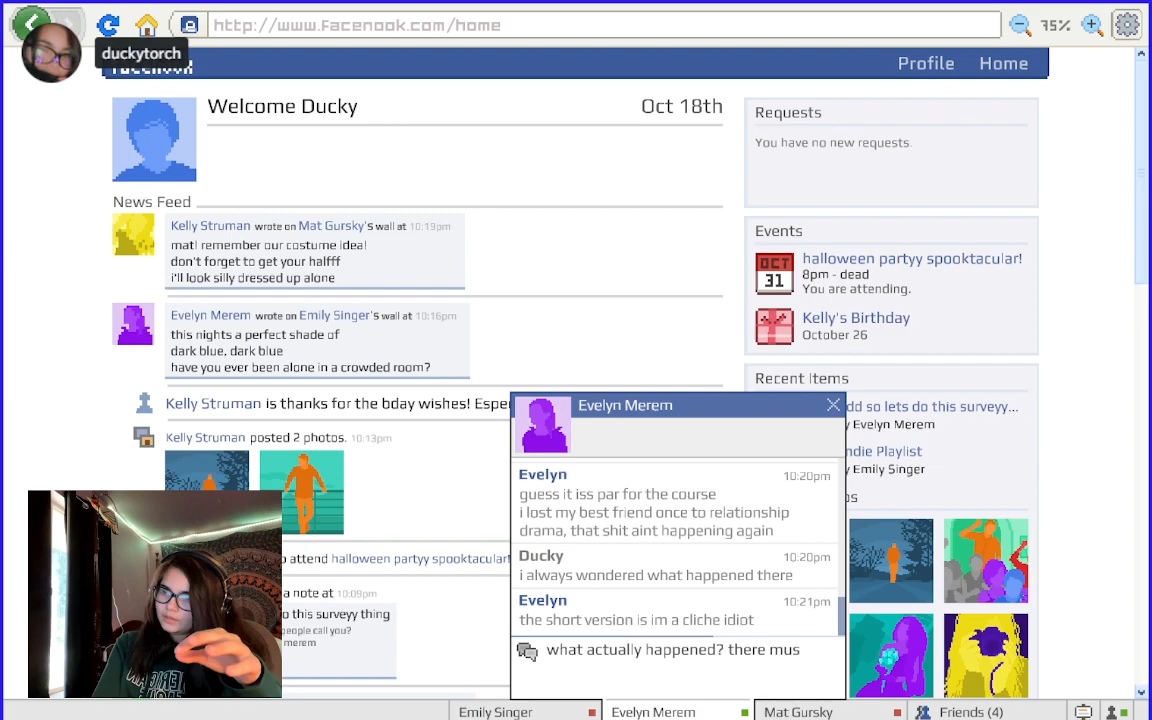 http://www.Facenook.com/home
75%
duckytorch
Profile
Home
Welcome Ducky
Oct 18th
News Feed
Kelly Struman wrote on Mat Gursky's wall at 10:19pm
mat! remember our costume idea!
don't forget to get your halfff
i'll look silly dressed up alone
Evelyn Merem wrote on Emily Singer's wall at 10:16pm
this nights a perfect shade of
dark blue, dark blue
have you ever been alone in a crowded room?
Kelly Struman is thanks for the bday wishes! Espe
Kelly Struman posted 2 photos. 10:13pm
o attend halloween partyy spooktacular!
a note at 10:09pm
do this surveyy thing
people call you?
merem
Requests
You have no new requests.
Events
OCT
31
halloween partyy spooktacular!
8pm - dead
You are attending.
Kelly's Birthday
October 26
Recent Items
dd so lets do this surveyy...
y Evelyn Merem
ndie Playlist
y Emily Singer
os
Evelyn Merem
Evelyn 10:20pm
guess it iss par for the course
i lost my best friend once to relationship
drama, that shit aint happening again
Ducky 10:20pm
i always wondered what happened there
Evelyn 10:21pm
the short version is im a cliche idiot
what actually happened? there mus
Emily Singer
Evelyn Merem
Mat Gursky
Friends (4)